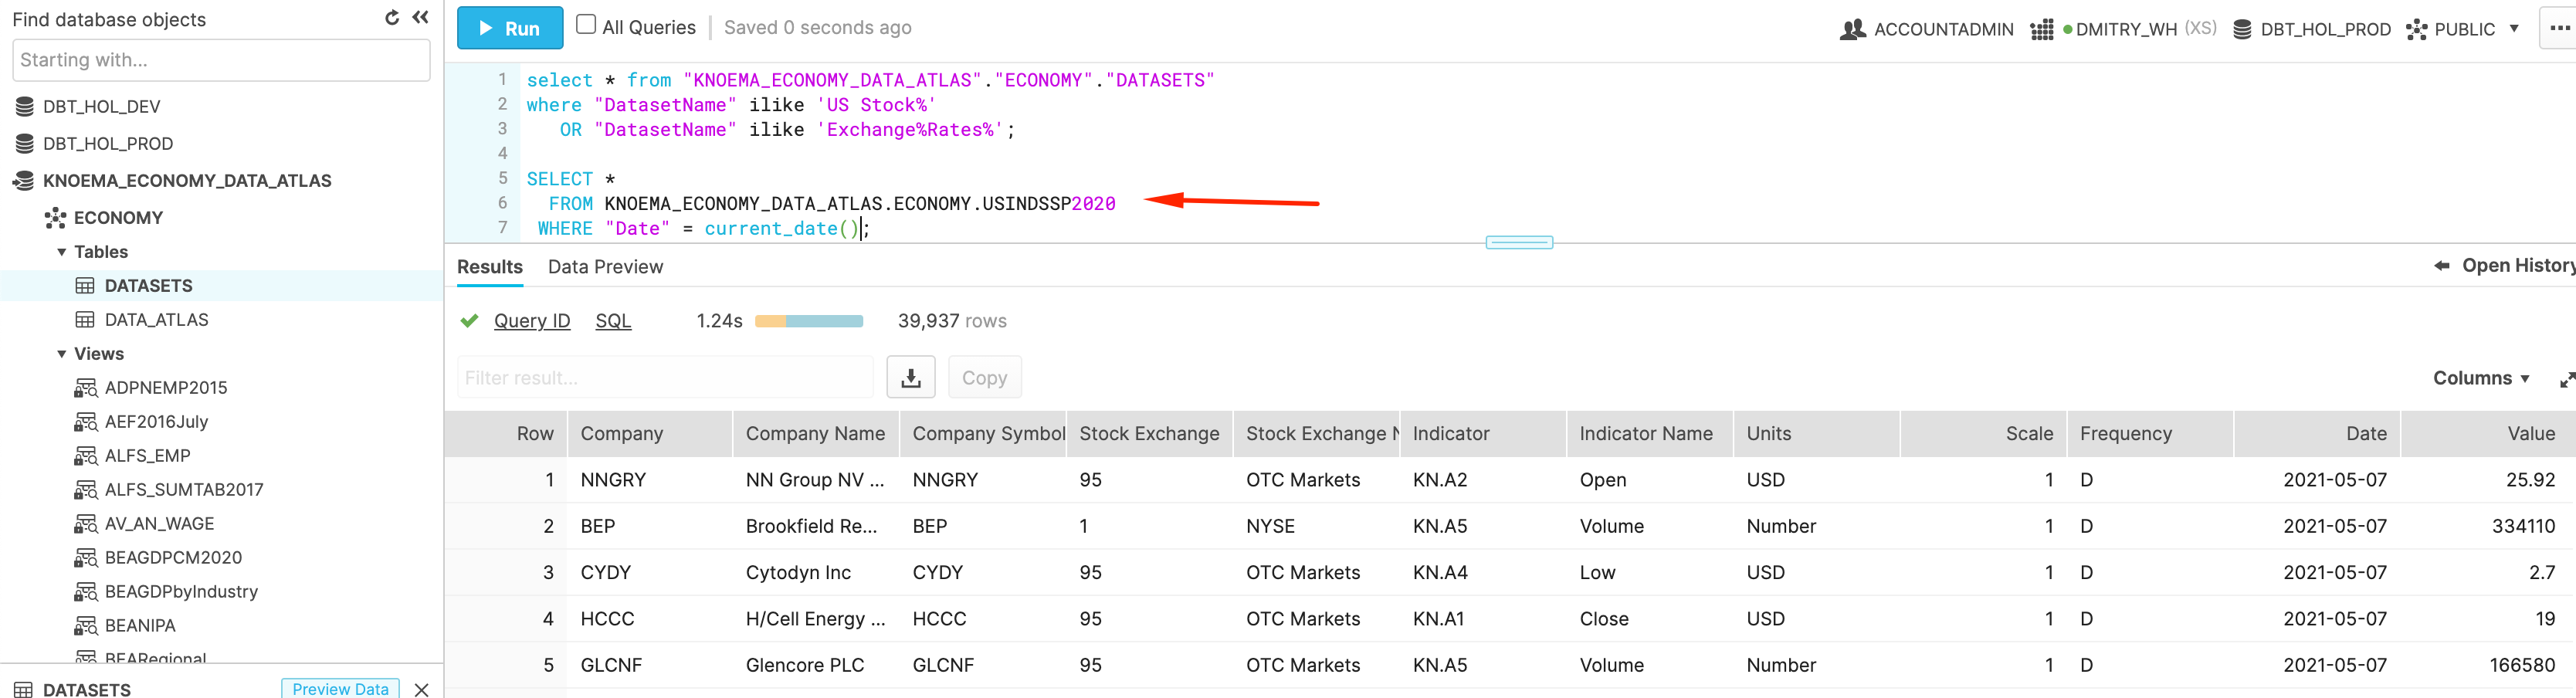 Find database objects
Starting with...
DBT_HOL_DEV
DBT_HOL_PROD
KNOEMA_ECONOMY_DATA_ATLAS
ECONOMY
Tables
DATASETS
DATA_ATLAS
Views
ADPNEMP2015
AEF2016July
ALFS_EMP
ALFS_SUMTAB2017
AV_AN_WAGE
BEAGDPCM2020
BEAGDPbyIndustry
BEANIPA
BEARegional
DATASETS Preview Data
Run All Queries Saved 0 seconds ago ACCOUNTADMIN DMITRY_WH (XS) DBT_HOL_PROD PUBLIC
1 select * from "KNOEMA_ECONOMY_DATA_ATLAS"."ECONOMY"."DATASETS"
2 where "DatasetName" ilike 'US Stock%'
3 OR "DatasetName" ilike 'Exchange%Rates%';
4
5 SELECT *
6 FROM KNOEMA_ECONOMY_DATA_ATLAS.ECONOMY.USINDSSP2020
7 WHERE "Date" = current_date();
Results Data Preview Open History
Query ID SQL 1.24s 39,937 rows
Filter result... Copy Columns
Row Company Company Name Company Symbol Stock Exchange Stock Exchange N Indicator Indicator Name Units Scale Frequency Date Value
1 NNGRY NN Group NV ... NNGRY 95 OTC Markets KN.A2 Open USD 1 D 2021-05-07 25.92
2 BEP Brookfield Re... BEP 1 NYSE KN.A5 Volume Number 1 D 2021-05-07 334110
3 CYDY Cytodyn Inc CYDY 95 OTC Markets KN.A4 Low USD 1 D 2021-05-07 2.7
4 HCCC H/Cell Energy ... HCCC 95 OTC Markets KN.A1 Close USD 1 D 2021-05-07 19
5 GLCNF Glencore PLC GLCNF 95 OTC Markets KN.A5 Volume Number 1 D 2021-05-07 166580